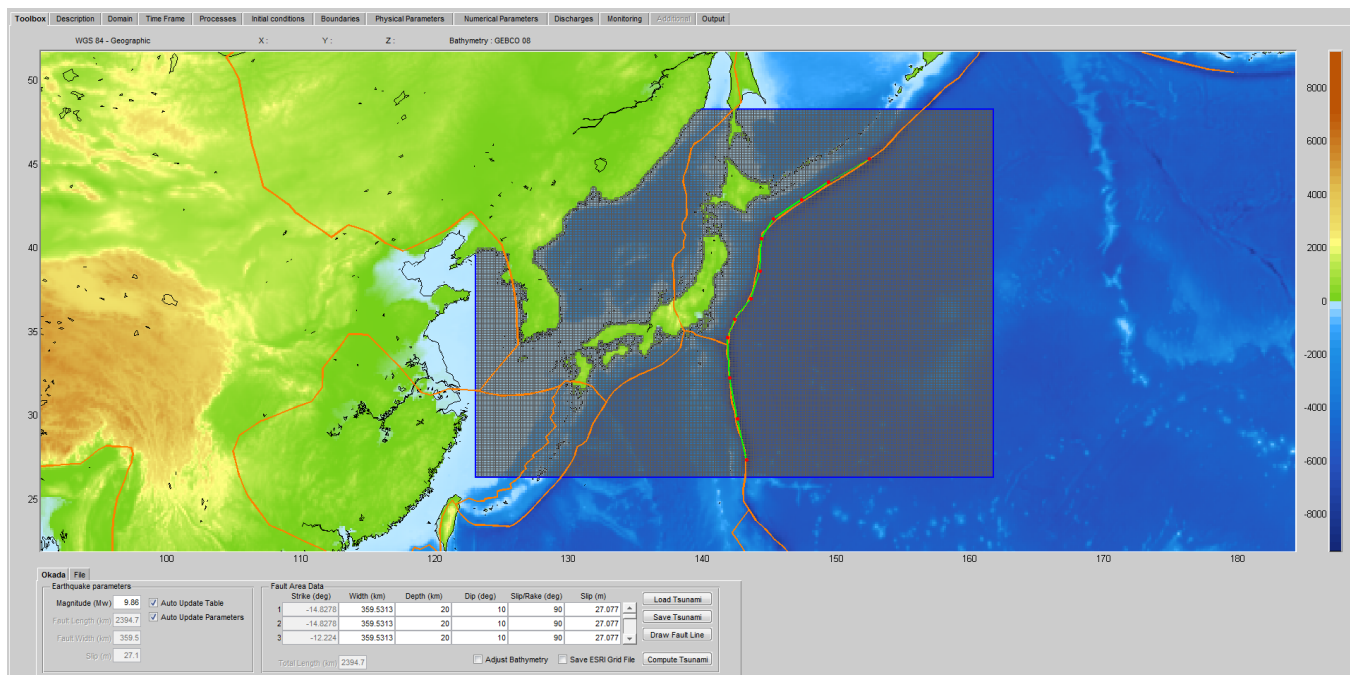 Toolbox Description Domain Time Frame Processes Initial conditions Boundaries Physical Parameters Numerical Parameters Discharges Monitoring Additional Output
WGS 84 - Geographic X : Y : Z : Bathymetry : GEBCO 08
50
45
40
35
30
25
100 110 120 130 140 150 160 170 180
8000
6000
4000
2000
0
-2000
-4000
-6000
-8000
Okada File
Earthquake parameters
Magnitude (Mw) 9.86
Fault Length (km) 2394.7
Fault Width (km) 359.5
Slip (m) 27.1
Auto Update Table
Auto Update Parameters
Fault Area Data
Strike (deg) Width (km) Depth (km) Dip (deg) Slip/Rake (deg) Slip (m)
1 -14.8278 359.5313 20 10 90 27.077
2 -14.8278 359.5313 20 10 90 27.077
3 -12.224 359.5313 20 10 90 27.077
Total Length (km) 2394.7
Adjust Bathymetry Save ESRI Grid File
Load Tsunami
Save Tsunami
Draw Fault Line
Compute Tsunami